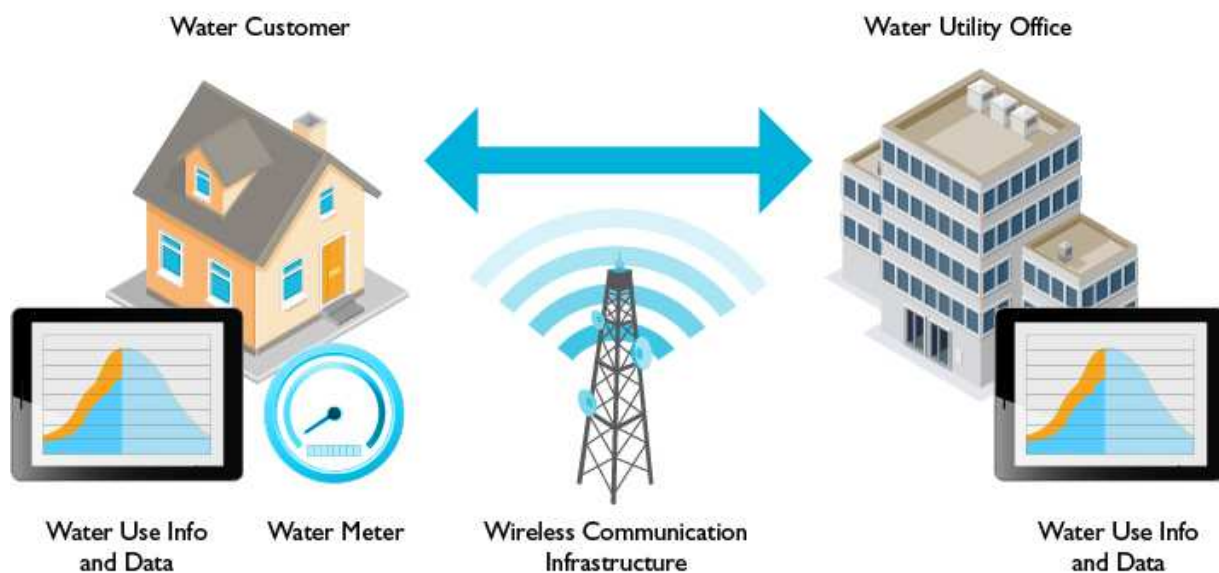 Water Customer
Water Utility Office
Water Use Info
and Data
Water Meter
Wireless Communication
Infrastructure
Water Use Info
and Data